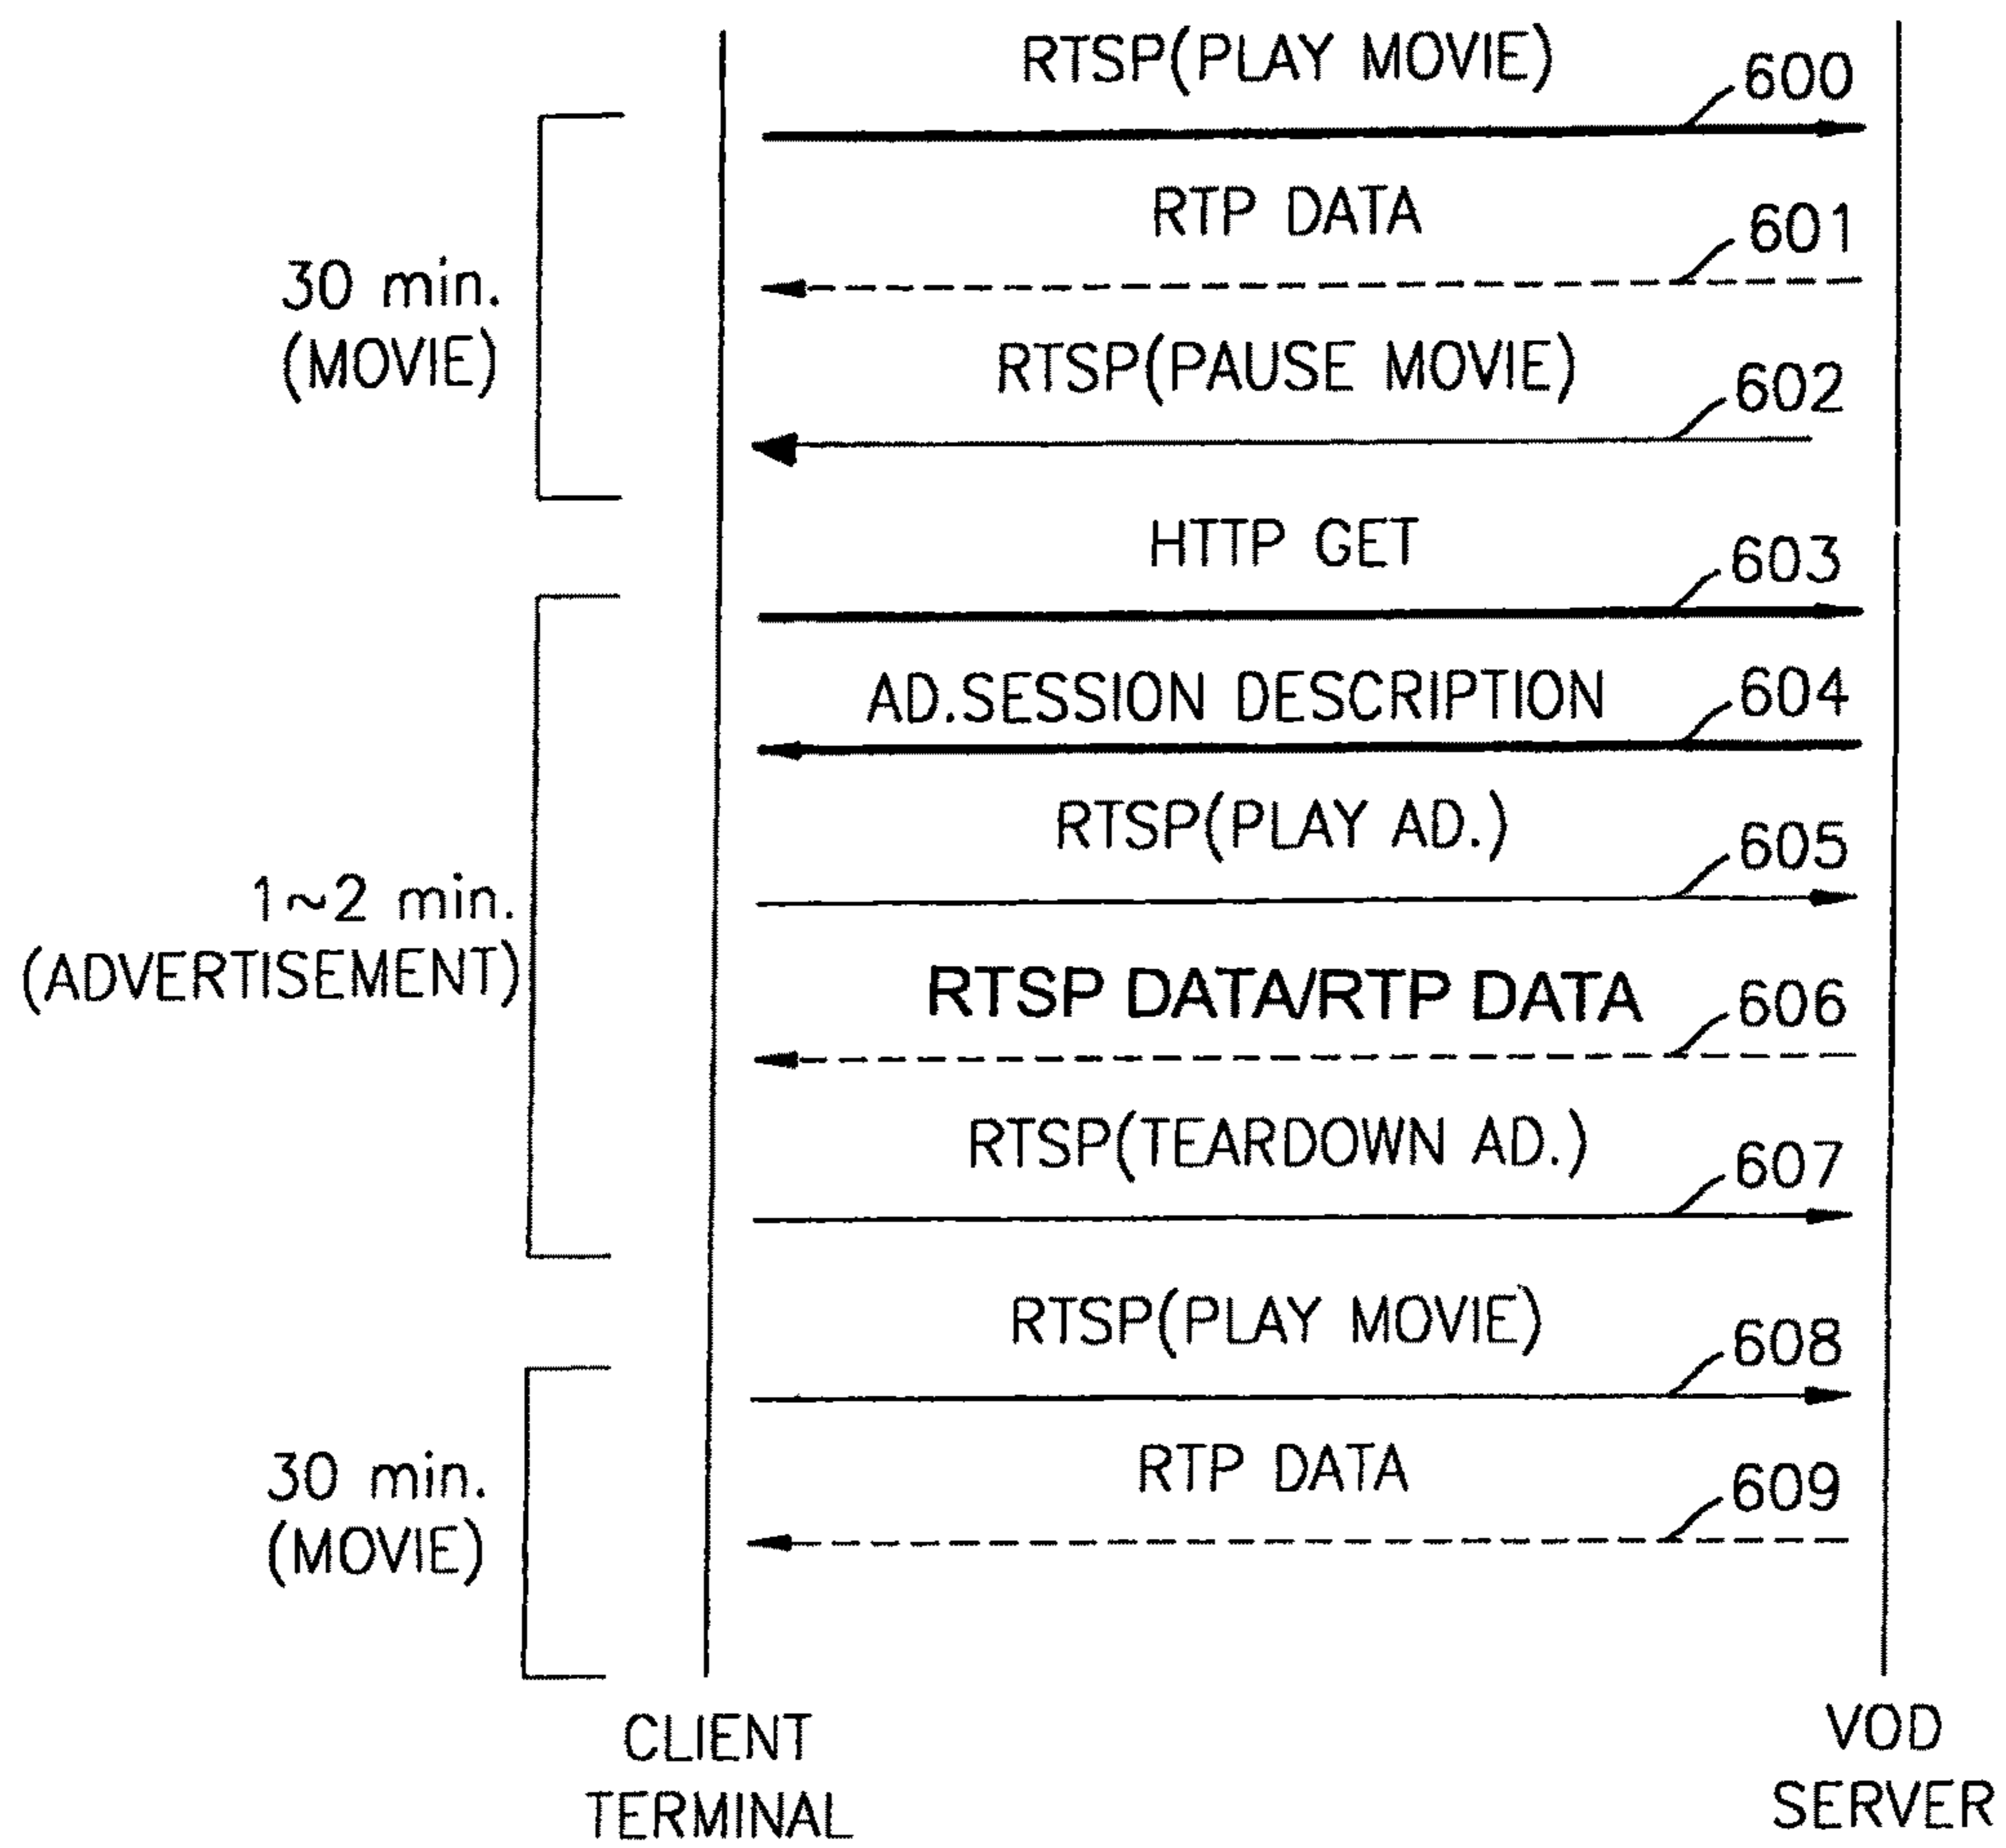 RTSP(PLAY MOVIE)
600
RTP DATA
601
30 min.
(MOVIE)
RTSP(PAUSE MOVIE)
602
HTTP GET
603
AD.SESSION DESCRIPTION
604
RTSP(PLAY AD.)
605
1~2 min.
(ADVERTISEMENT)
RTSP DATA/RTP DATA
606
RTSP(TEARDOWN AD.)
607
RTSP(PLAY MOVIE)
608
30 min.
(MOVIE)
RTP DATA
609
CLIENT
TERMINAL
VOD
SERVER